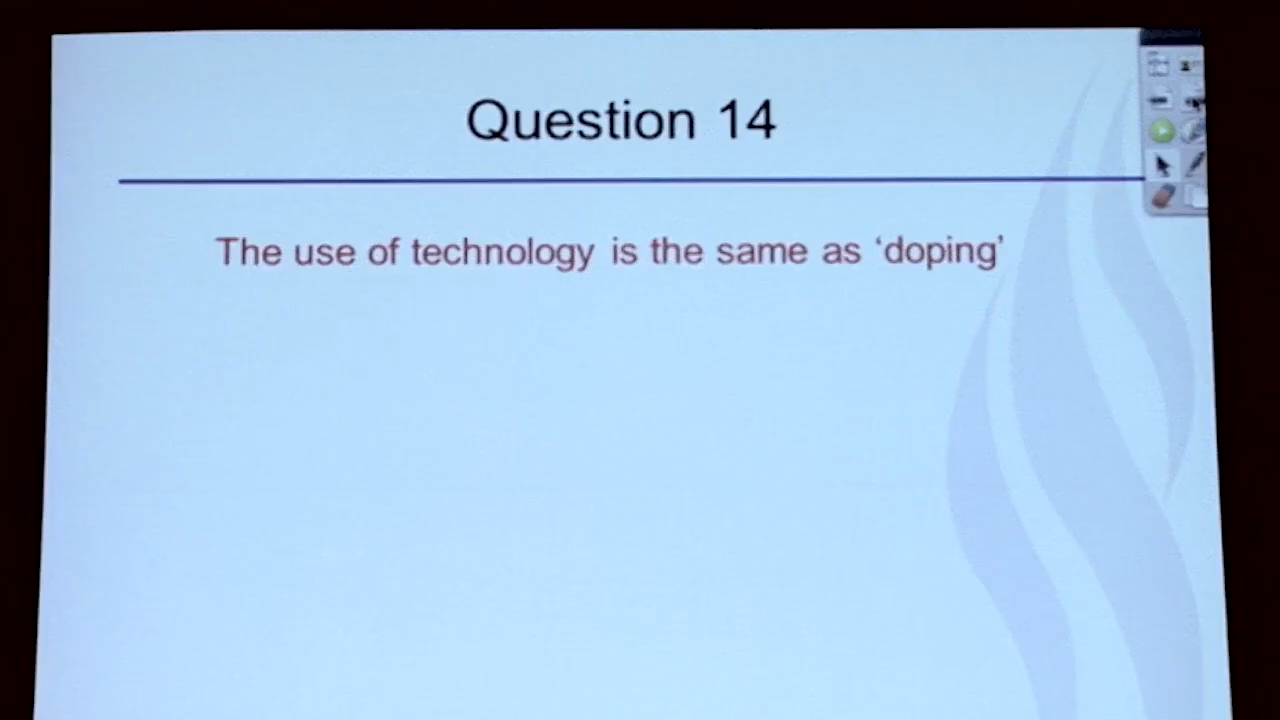 Question 14
The use of technology is the same as ‘doping’